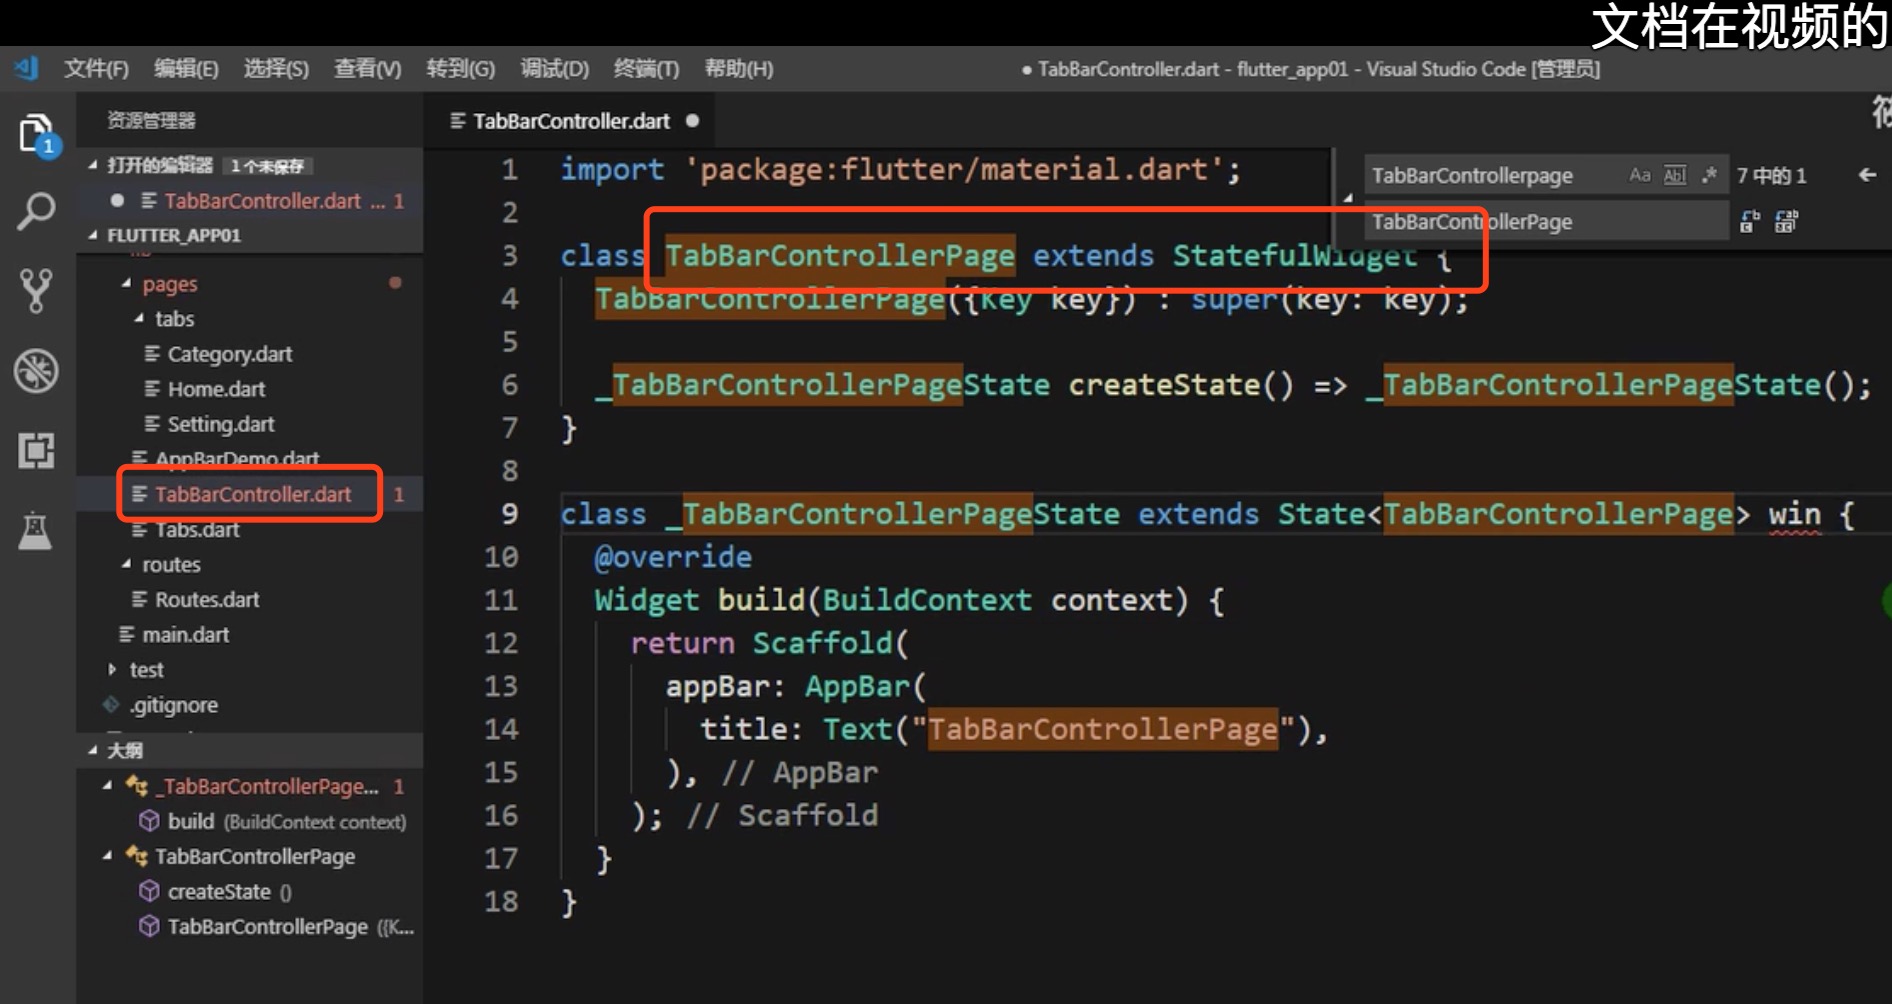 文档在视频的
文件(F) 编辑(E) 选择(S) 查看(V) 转到(G) 调试(D) 终端(T) 帮助(H)
● TabBarController.dart - flutter_app01 - Visual Studio Code [管理员]
资源管理器
打开的编辑器 1 个未保存
TabBarController.dart ... 1
FLUTTER_APP01
pages
tabs
Category.dart
Home.dart
Setting.dart
AppBarDemo.dart
TabBarController.dart 1
Tabs.dart
routes
Routes.dart
main.dart
test
.gitignore
大纲
_TabBarControllerPage... 1
build (BuildContext context)
TabBarControllerPage
createState ()
TabBarControllerPage ({K...
1
TabBarController.dart ●
TabBarControllerpage Aa Abl .* 7 中的 1
TabBarControllerPage
1 import 'package:flutter/material.dart';
2
3 class TabBarControllerPage extends StatefulWidget {
4 TabBarControllerPage({Key key}) : super(key: key);
5
6 _TabBarControllerPageState createState() => _TabBarControllerPageState();
7 }
8
9 class _TabBarControllerPageState extends State<TabBarControllerPage> win {
10 @override
11 Widget build(BuildContext context) {
12 return Scaffold(
13 appBar: AppBar(
14 title: Text("TabBarControllerPage"),
15 ), // AppBar
16 ); // Scaffold
17 }
18 }